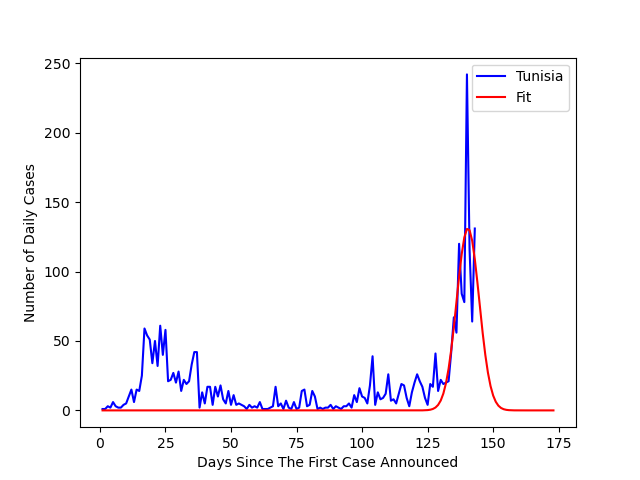 Tunisia
Fit
Number of Daily Cases
250
200
150
100
50
0
0 25 50 75 100 125 150 175
Days Since The First Case Announced